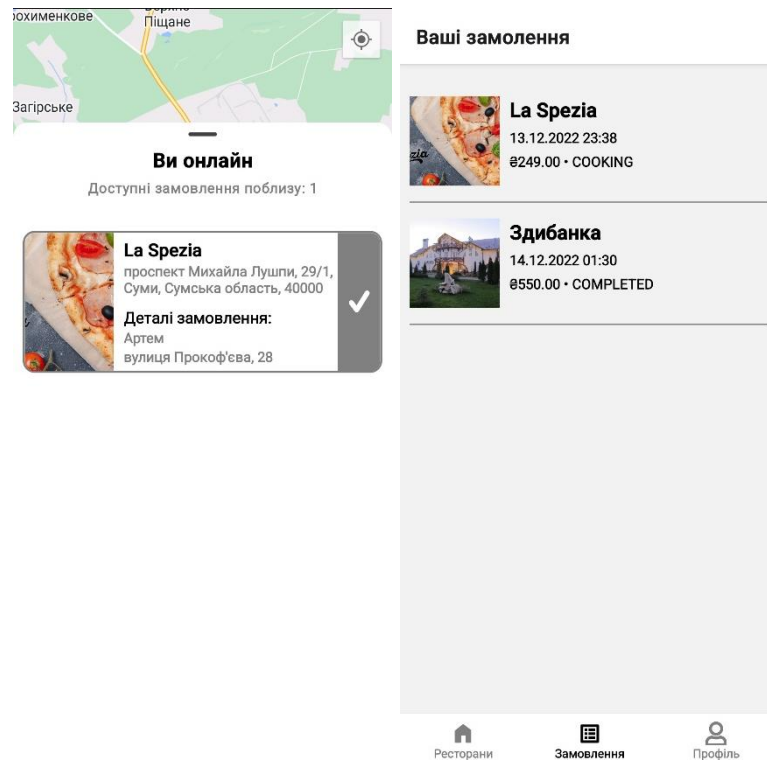 рохименкове
Піщане
Загірське
Ви онлайн
Доступні замовлення поблизу: 1
La Spezia
проспект Михайла Лушпи, 29/1,
Суми, Сумська область, 40000
Деталі замовлення:
Артем
вулиця Прокоф'єва, 28
Ваші замолення
La Spezia
13.12.2022 23:38
₴249.00 • COOKING
Здибанка
14.12.2022 01:30
₴550.00 • COMPLETED
Ресторани
Замовлення
Профіль